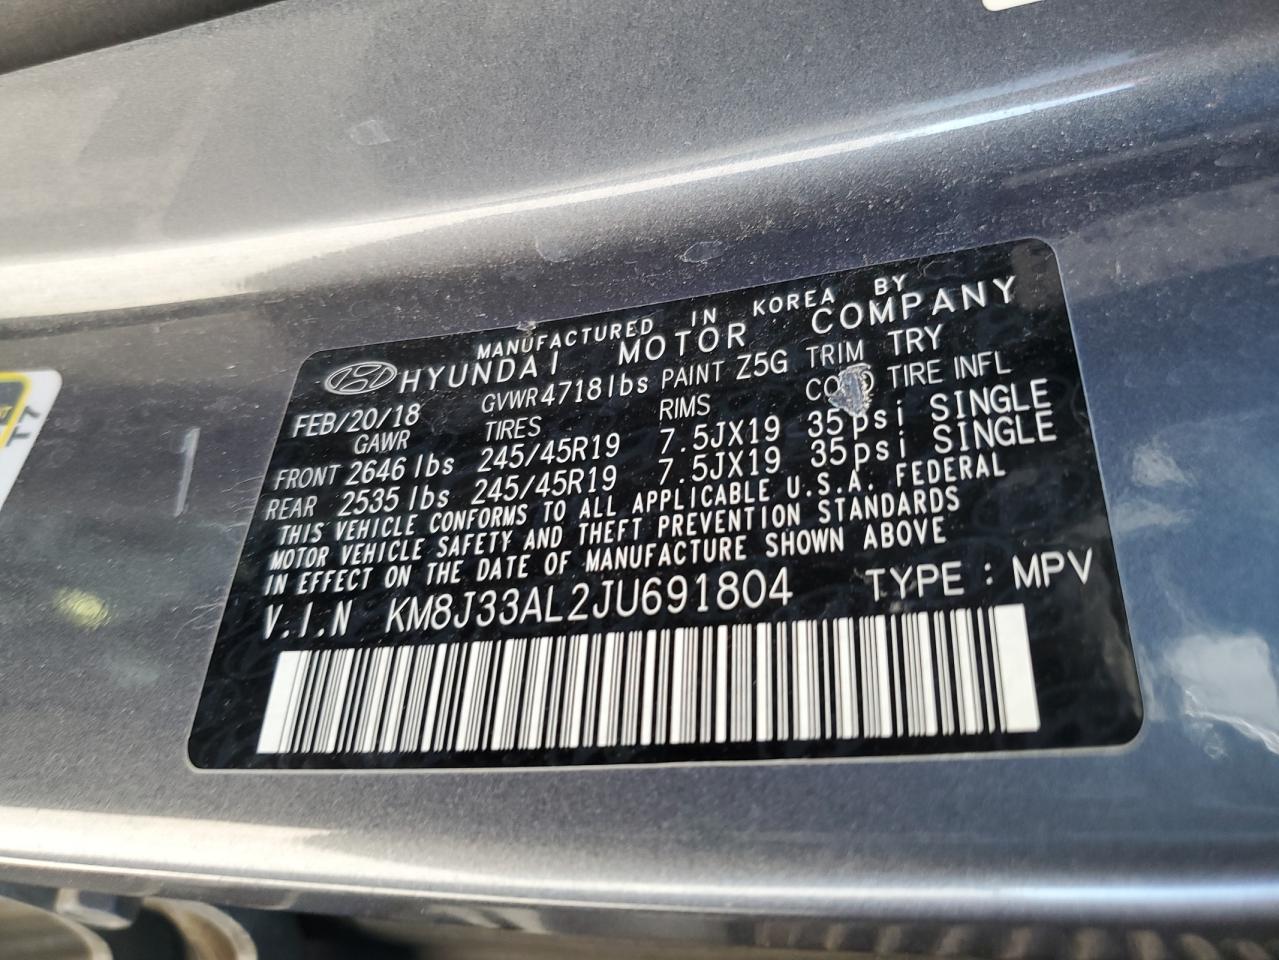 MANUFACTURED IN KOREA BY
HYUNDAI MOTOR COMPANY
FEB/20/18 GVWR 4718lbs PAINT Z5G TRIM TRY
GAWR TIRES RIMS TIRE INFL
FRONT 2646 lbs 245/45R19 7.5JX19 35psi SINGLE
REAR 2535 lbs 245/45R19 7.5JX19 35psi SINGLE
THIS VEHICLE CONFORMS TO ALL APPLICABLE U.S.A. FEDERAL
MOTOR VEHICLE SAFETY AND THEFT PREVENTION STANDARDS
IN EFFECT ON THE DATE OF MANUFACTURE SHOWN ABOVE
V.I.N KM8J33AL2JU691804 TYPE : MPV